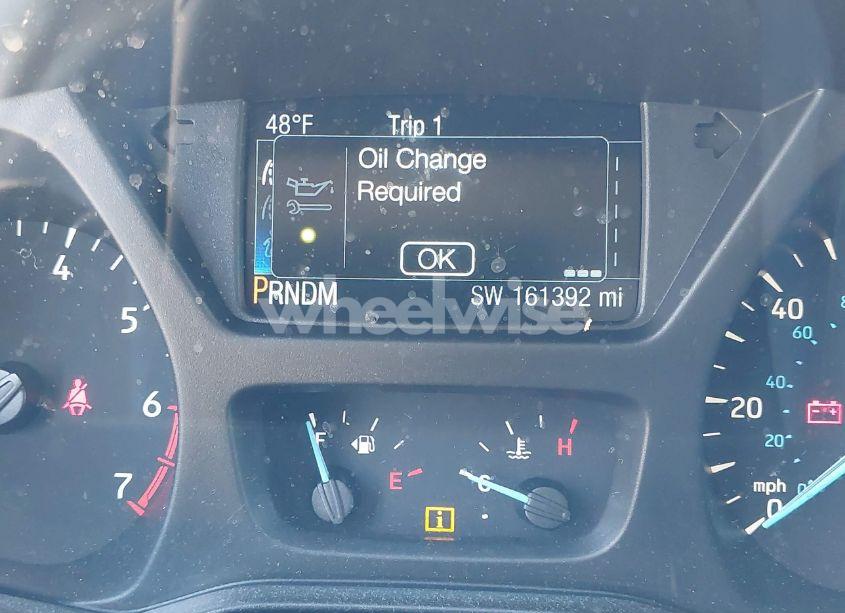 48°F Trip 1
Oil Change
Required
OK
PRNDM SW 161392 mi
wheelwise
4
5
6
7
F
E
C
H
i
40
60
20
40
20
mph
0